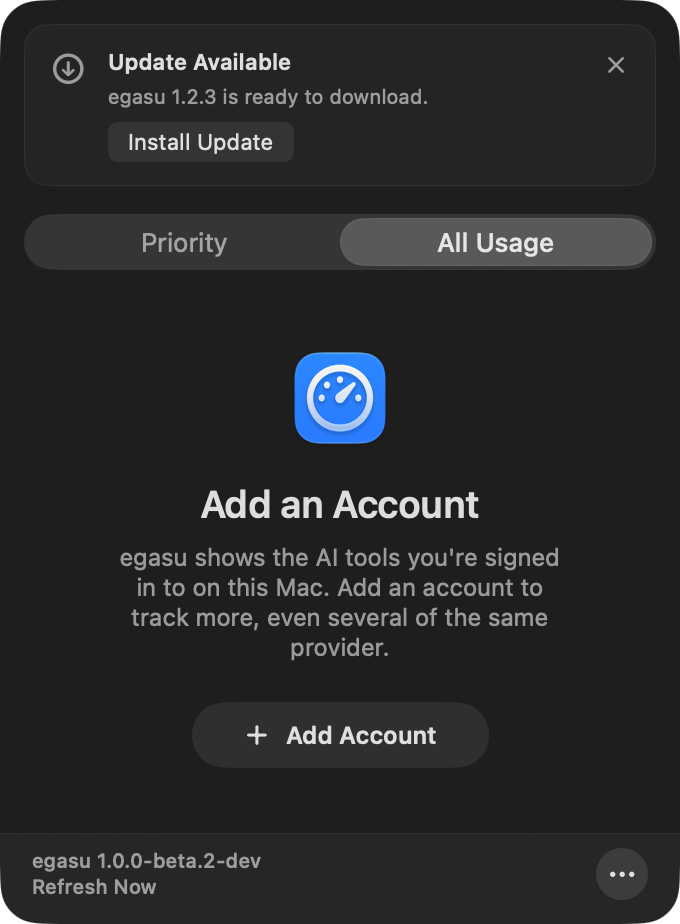 Update Available
egasu 1.2.3 is ready to download.
Install Update
Priority
All Usage
Add an Account
egasu shows the AI tools you're signed
in to on this Mac. Add an account to
track more, even several of the same
provider.
Add Account
egasu 1.0.0-beta.2-dev
Refresh Now